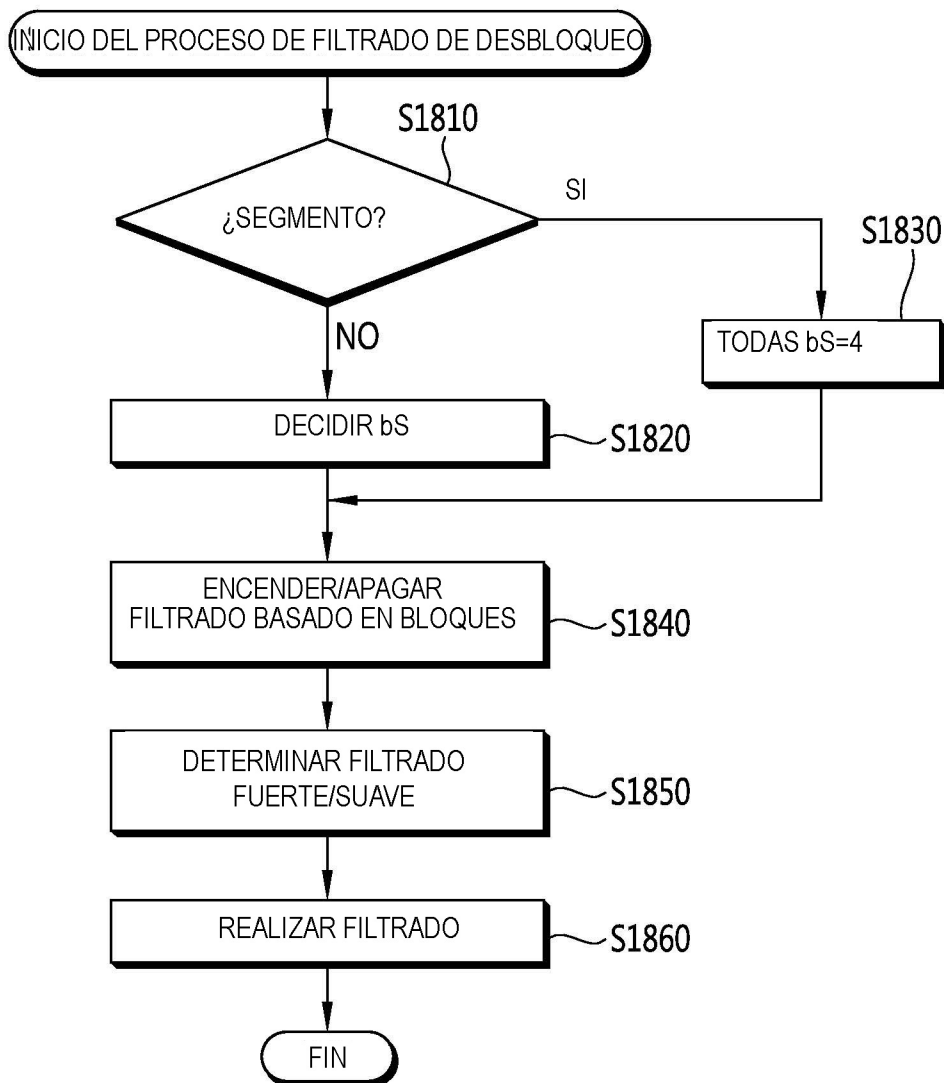 INICIO DEL PROCESO DE FILTRADO DE DESBLOQUEO
S1810
¿SEGMENTO?
SI
S1830
NO
TODAS bS=4
DECIDIR bS
S1820
ENCENDER/APAGAR
FILTRADO BASADO EN BLOQUES
S1840
DETERMINAR FILTRADO
FUERTE/SUAVE
S1850
REALIZAR FILTRADO
S1860
FIN